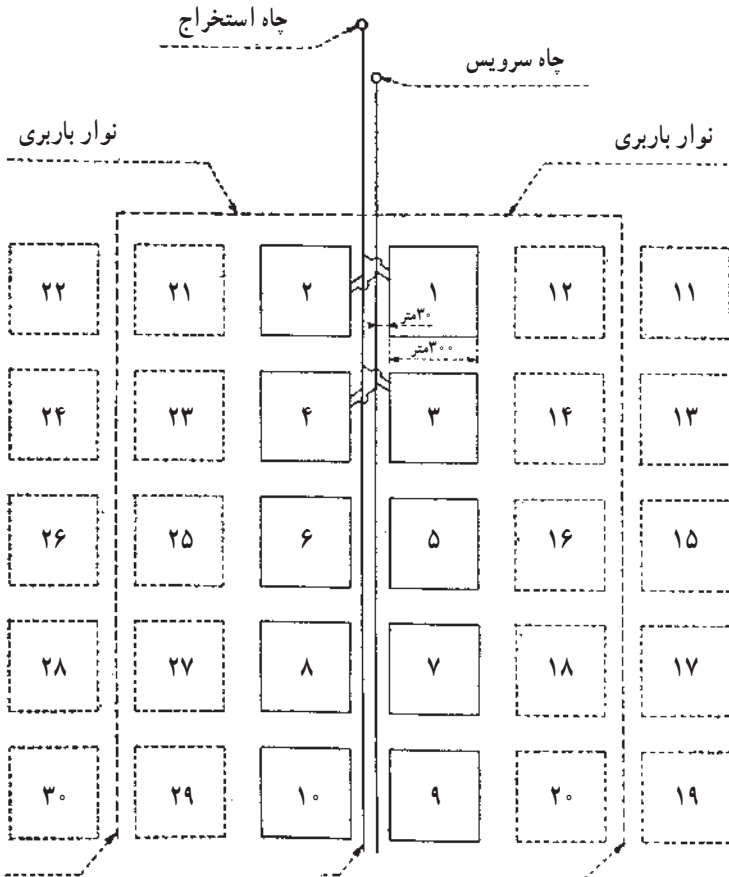 چاه استخراج
چاه سرویس
نوار باربری
نوار باربری
۲۲ ۲۱ ۲ ۱ ۱۲ ۱۱
۳۰متر
۳۰۰متر
۲۴ ۲۳ ۴ ۳ ۱۴ ۱۳
۲۶ ۲۵ ۶ ۵ ۱۶ ۱۵
۲۸ ۲۷ ۸ ۷ ۱۸ ۱۷
۳۰ ۲۹ ۱۰ ۹ ۲۰ ۱۹